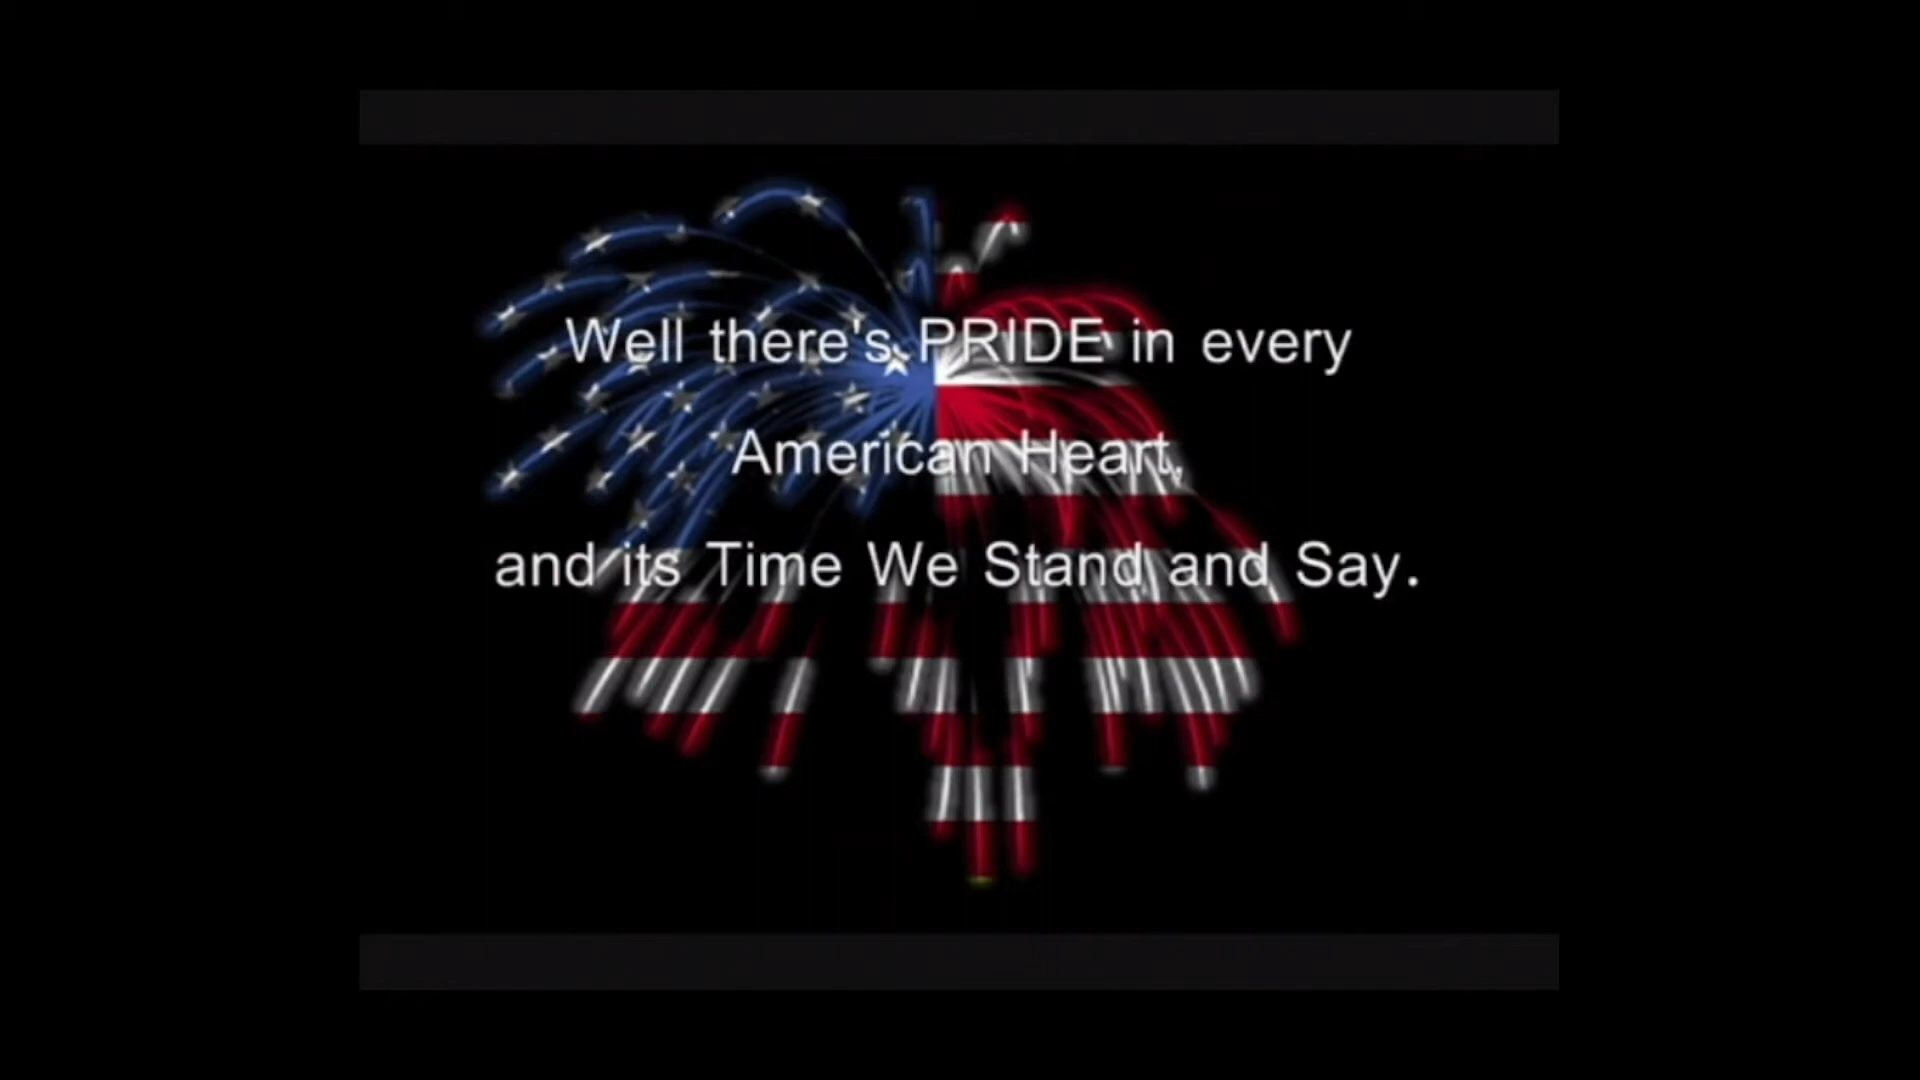 Well there's PRIDE in every
American Heart,
and its Time We Stand and Say.